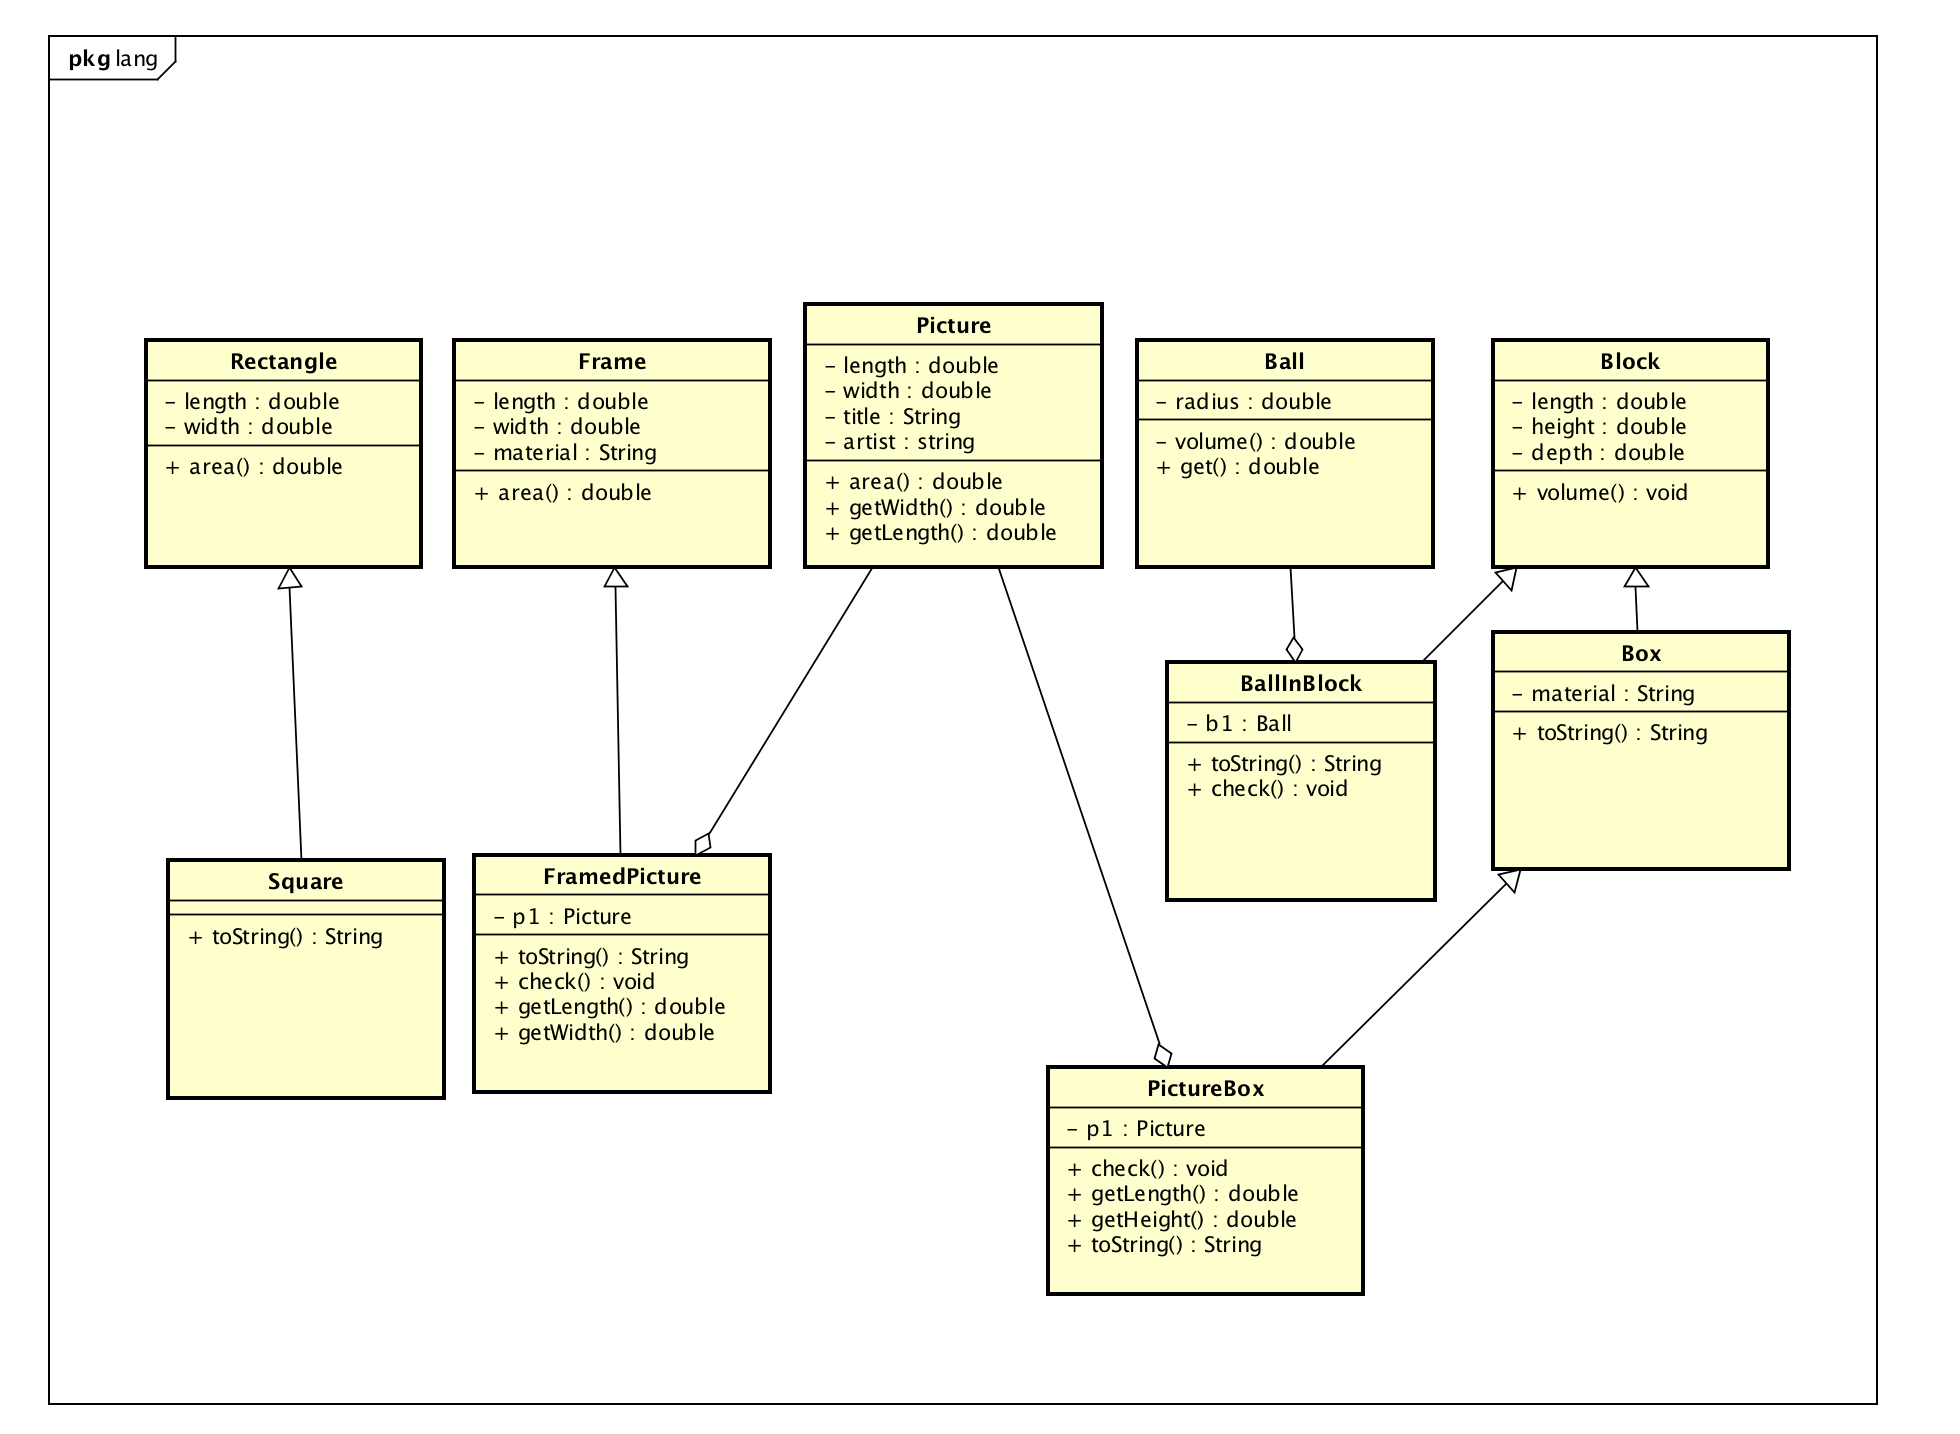 pkg lang
Rectangle
– length : double
– width : double
+ area() : double
Frame
– length : double
– width : double
– material : String
+ area() : double
Picture
– length : double
– width : double
– title : String
– artist : string
+ area() : double
+ getWidth() : double
+ getLength() : double
Ball
– radius : double
– volume() : double
+ get() : double
Block
– length : double
– height : double
– depth : double
+ volume() : void
BallInBlock
– b1 : Ball
+ toString() : String
+ check() : void
Box
– material : String
+ toString() : String
Square
+ toString() : String
FramedPicture
– p1 : Picture
+ toString() : String
+ check() : void
+ getLength() : double
+ getWidth() : double
PictureBox
– p1 : Picture
+ check() : void
+ getLength() : double
+ getHeight() : double
+ toString() : String